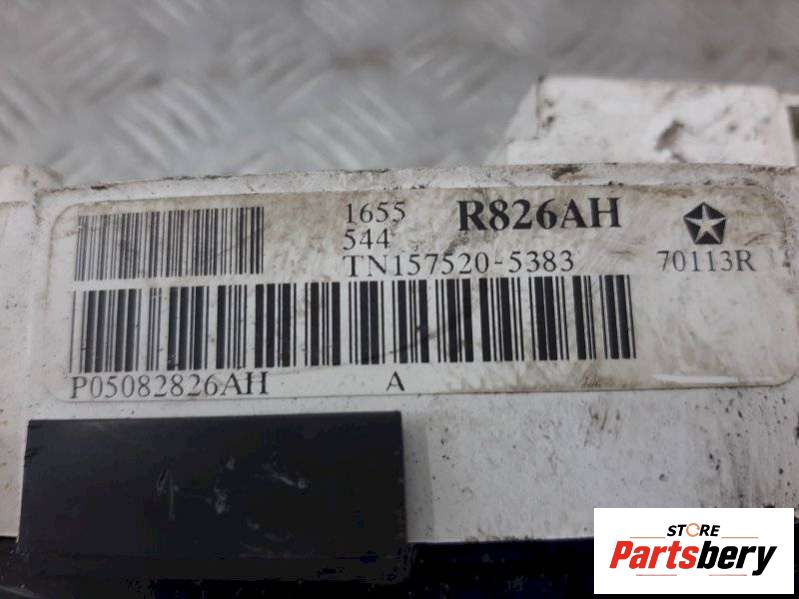 1655 R826AH
544
TN157520-5383 70113R
P05082826AH A
STORE
Partsbery